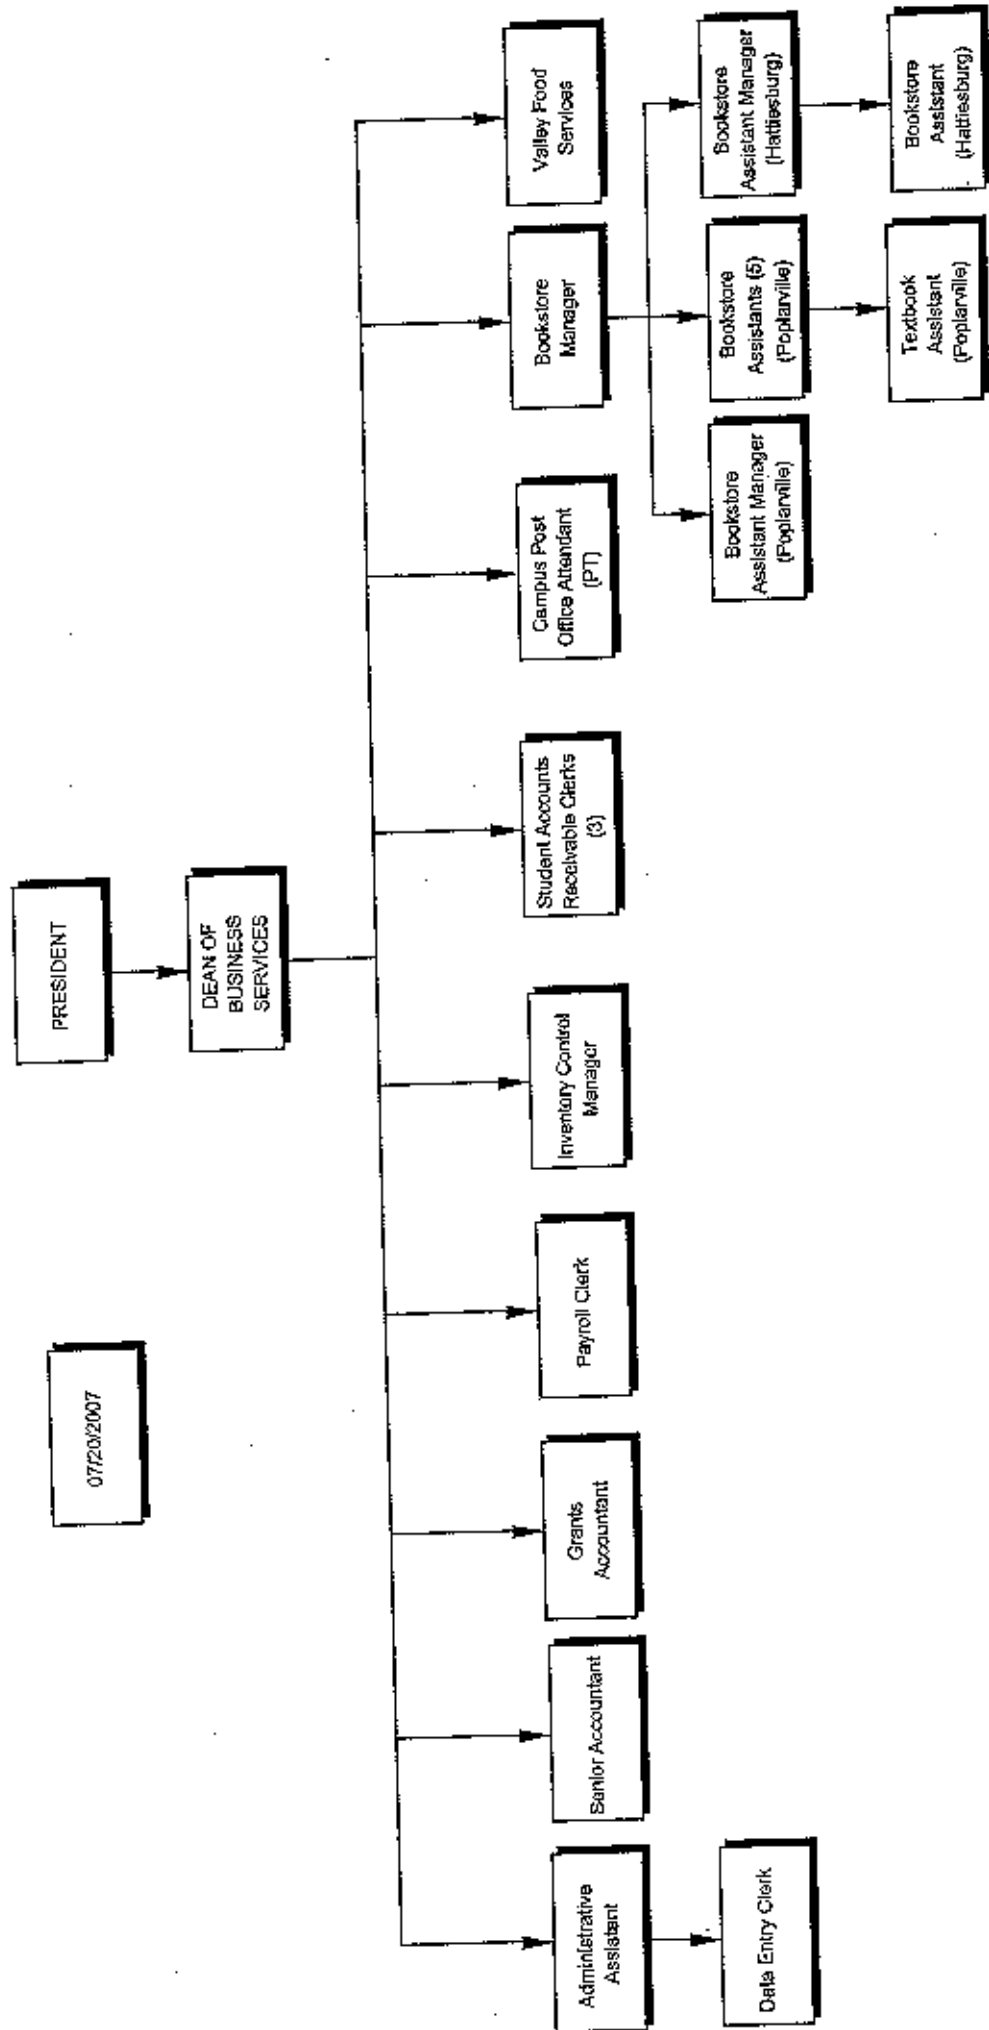 07/20/2007
PRESIDENT
DEAN OF
BUSINESS
SERVICES
Administrative
Assistant
Senior Accountant
Grants
Accountant
Payroll Clerk
Inventory Control
Manager
Student Accounts
Receivable Clerks
(3)
Campus Post
Office Attendant
(PT)
Bookstore
Manager
Valley Food
Services
Data Entry Clerk
Bookstore
Assistant Manager
(Poplarville)
Bookstore
Assistants (5)
(Poplarville)
Bookstore
Assistant Manager
(Hattiesburg)
Textbook
Assistant
(Poplarville)
Bookstore
Assistant
(Hattiesburg)